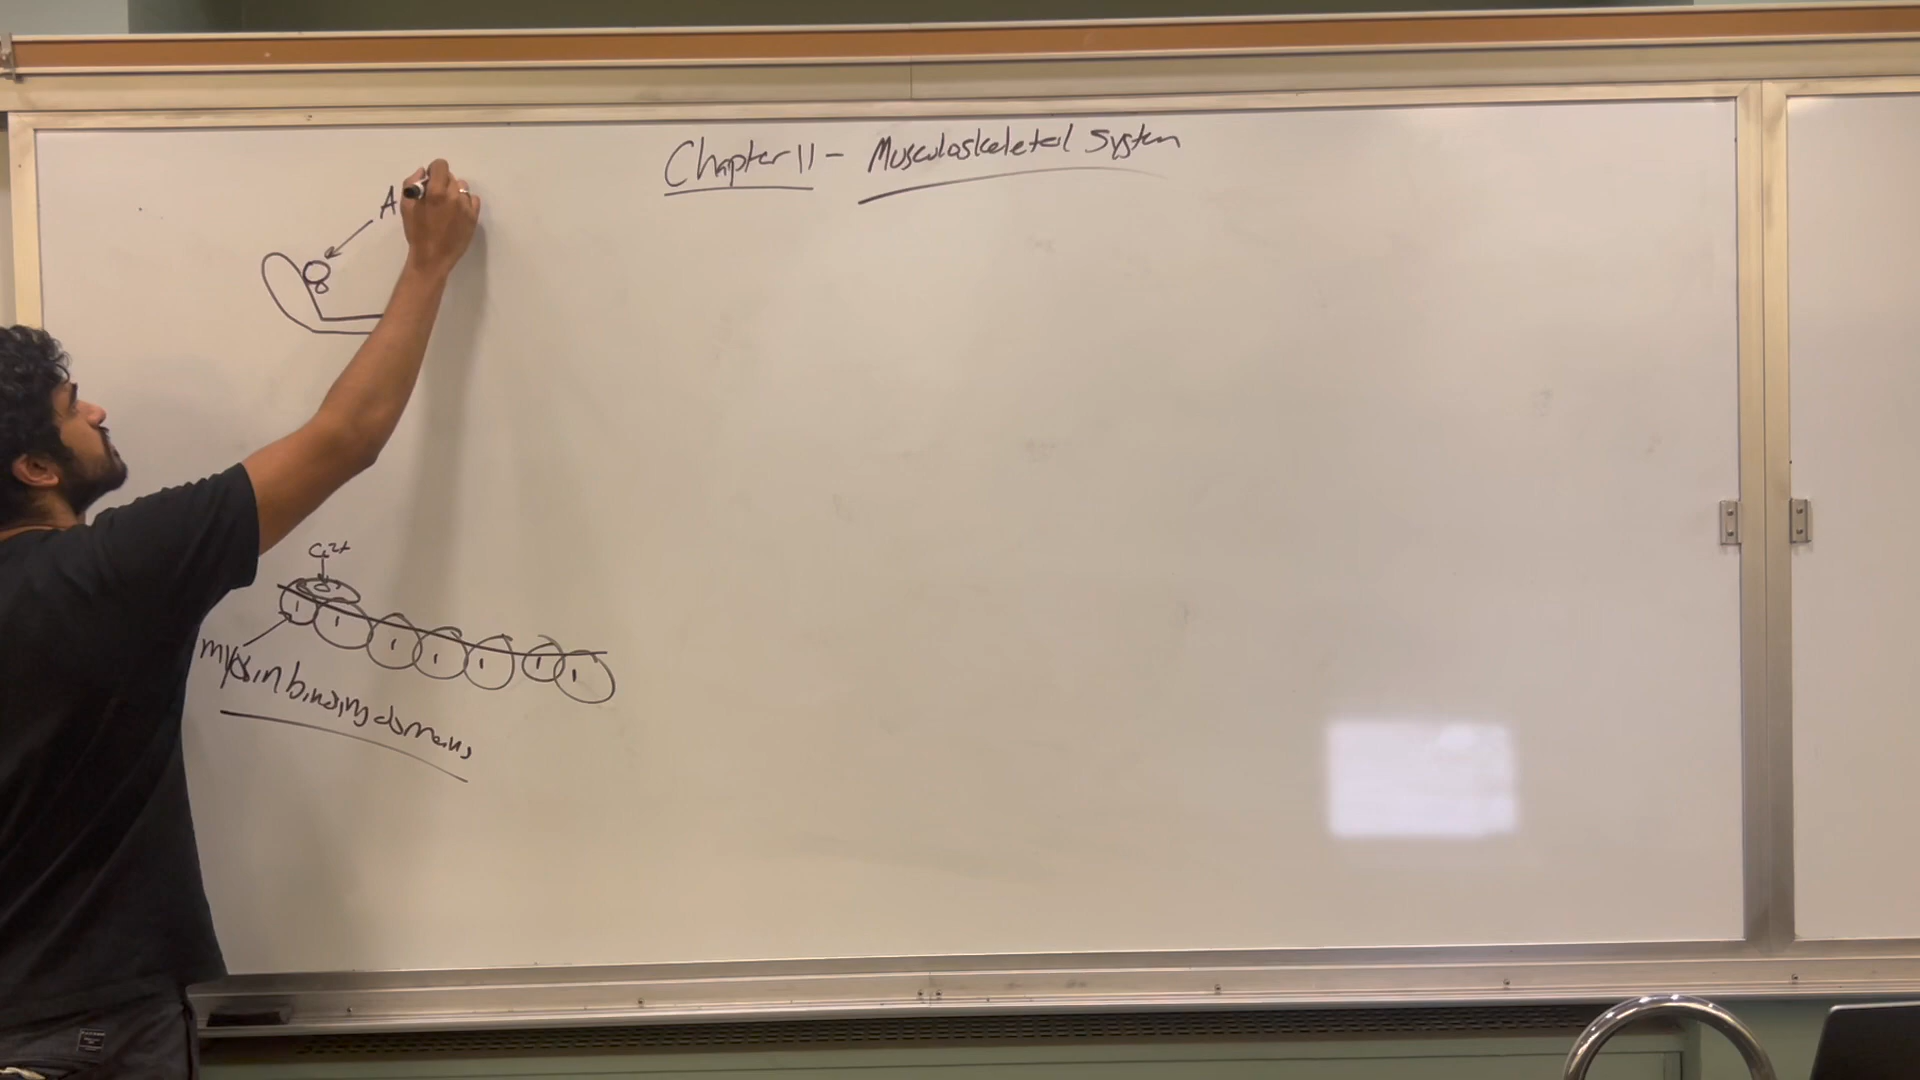 Chapter 11 - Musculoskeletal System
A
Ca2+
myosin binding domains